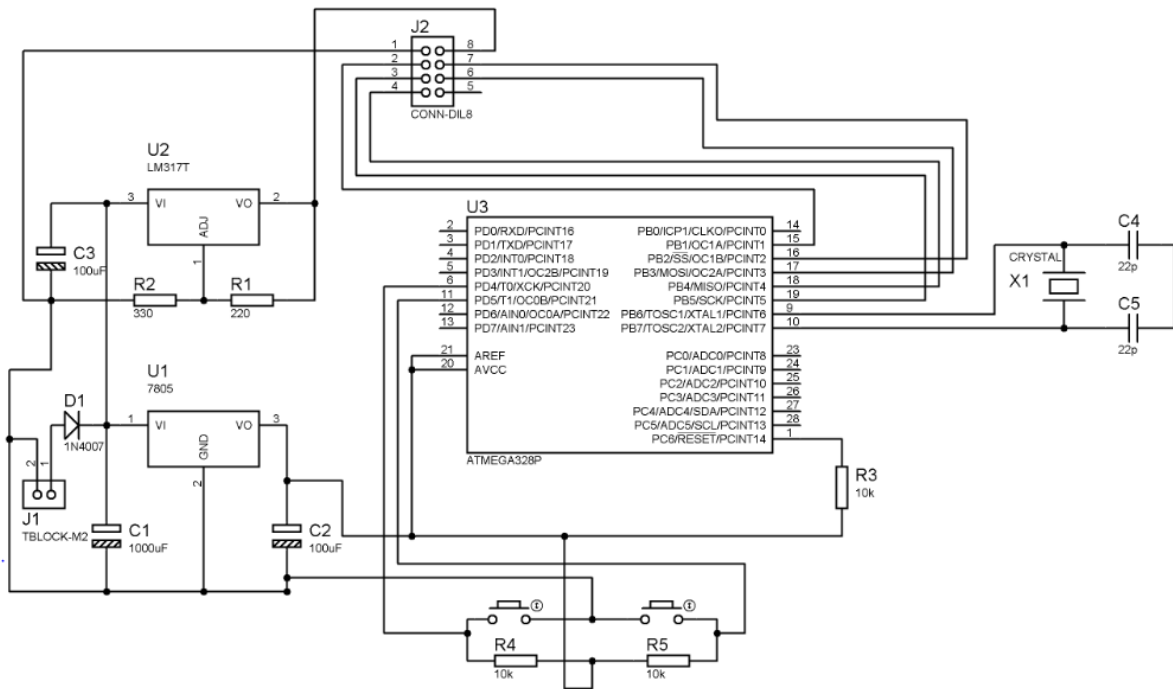 J2
1 8
2 7
3 6
4 5
CONN-DIL8
U2
LM317T
3 VI VO 2
ADJ
1
C3
100uF
R2
330
R1
220
U1
7805
1 VI VO 3
GND
2
D1
1N4007
2 1
J1
TBLOCK-M2
C1
1000uF
C2
100uF
U3
2 PD0/RXD/PCINT16 PB0/ICP1/CLKO/PCINT0 14
3 PD1/TXD/PCINT17 PB1/OC1A/PCINT1 15
4 PD2/INT0/PCINT18 PB2/SS/OC1B/PCINT2 16
5 PD3/INT1/OC2B/PCINT19 PB3/MOSI/OC2A/PCINT3 17
6 PD4/T0/XCK/PCINT20 PB4/MISO/PCINT4 18
11 PD5/T1/OC0B/PCINT21 PB5/SCK/PCINT5 19
12 PD6/AIN0/OC0A/PCINT22 PB6/TOSC1/XTAL1/PCINT6 9
13 PD7/AIN1/PCINT23 PB7/TOSC2/XTAL2/PCINT7 10
21 AREF PC0/ADC0/PCINT8 23
20 AVCC PC1/ADC1/PCINT9 24
PC2/ADC2/PCINT10 25
PC3/ADC3/PCINT11 26
PC4/ADC4/SDA/PCINT12 27
PC5/ADC5/SCL/PCINT13 28
PC6/RESET/PCINT14 1
ATMEGA328P
CRYSTAL
X1
C4
22p
C5
22p
R3
10k
R4
10k
R5
10k